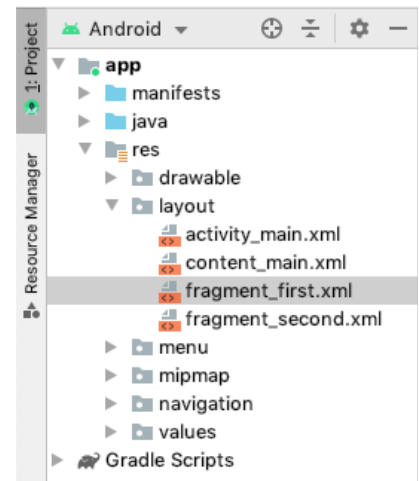 1: Project
Resource Manager
Android
app
manifests
java
res
drawable
layout
activity_main.xml
content_main.xml
fragment_first.xml
fragment_second.xml
menu
mipmap
navigation
values
Gradle Scripts